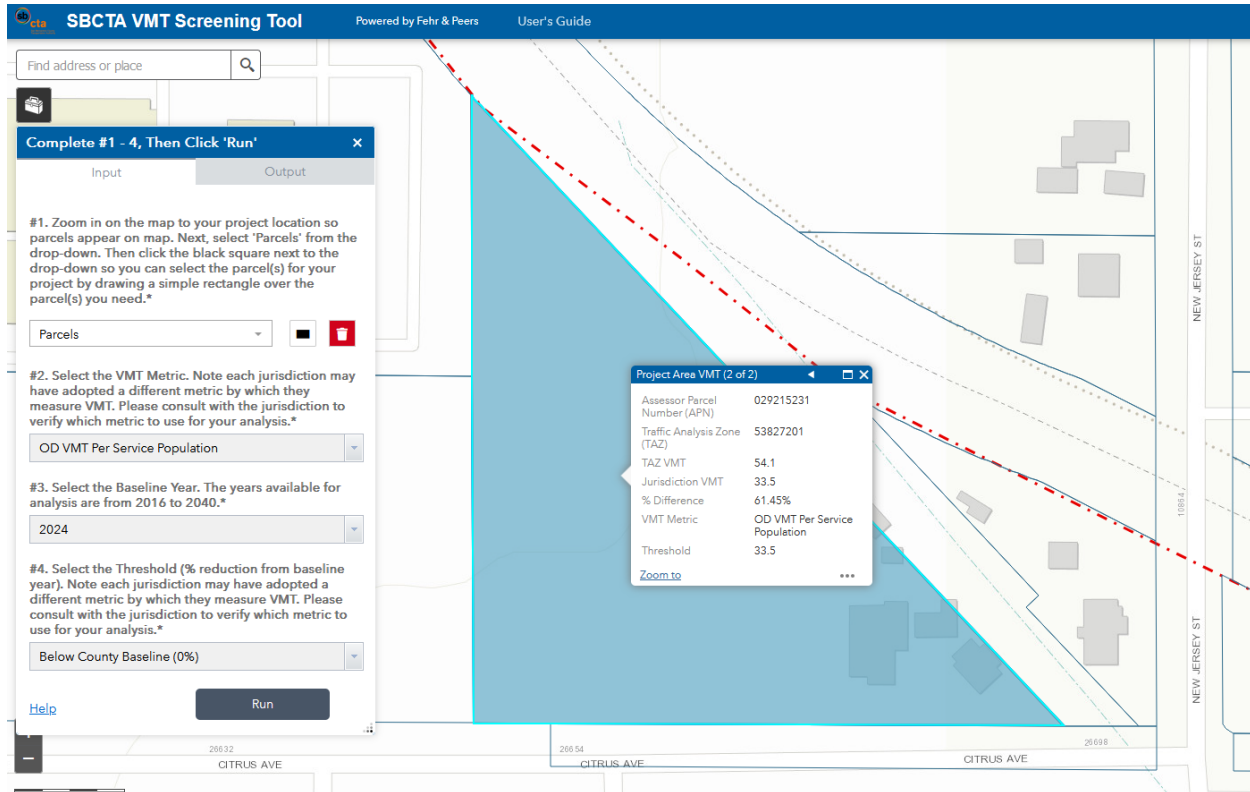 sb
cta
SBCTA VMT Screening Tool
Powered by Fehr & Peers
User's Guide
Find address or place
Complete #1 - 4, Then Click 'Run'
×
Input
Output
#1. Zoom in on the map to your project location so
parcels appear on map. Next, select 'Parcels' from the
drop-down. Then click the black square next to the
drop-down so you can select the parcel(s) for your
project by drawing a simple rectangle over the
parcel(s) you need.*
Parcels
#2. Select the VMT Metric. Note each jurisdiction may
have adopted a different metric by which they
measure VMT. Please consult with the jurisdiction to
verify which metric to use for your analysis.*
OD VMT Per Service Population
#3. Select the Baseline Year. The years available for
analysis are from 2016 to 2040.*
2024
#4. Select the Threshold (% reduction from baseline
year). Note each jurisdiction may have adopted a
different metric by which they measure VMT. Please
consult with the jurisdiction to verify which metric to
use for your analysis.*
Below County Baseline (0%)
Help
Run
Project Area VMT (2 of 2)
Assessor Parcel 029215231
Number (APN)
Traffic Analysis Zone 53827201
(TAZ)
TAZ VMT 54.1
Jurisdiction VMT 33.5
% Difference 61.45%
VMT Metric OD VMT Per Service
Population
Threshold 33.5
Zoom to
NEW JERSEY ST
10864
NEW JERSEY ST
26632
CITRUS AVE
26654
CITRUS AVE
26698
CITRUS AVE